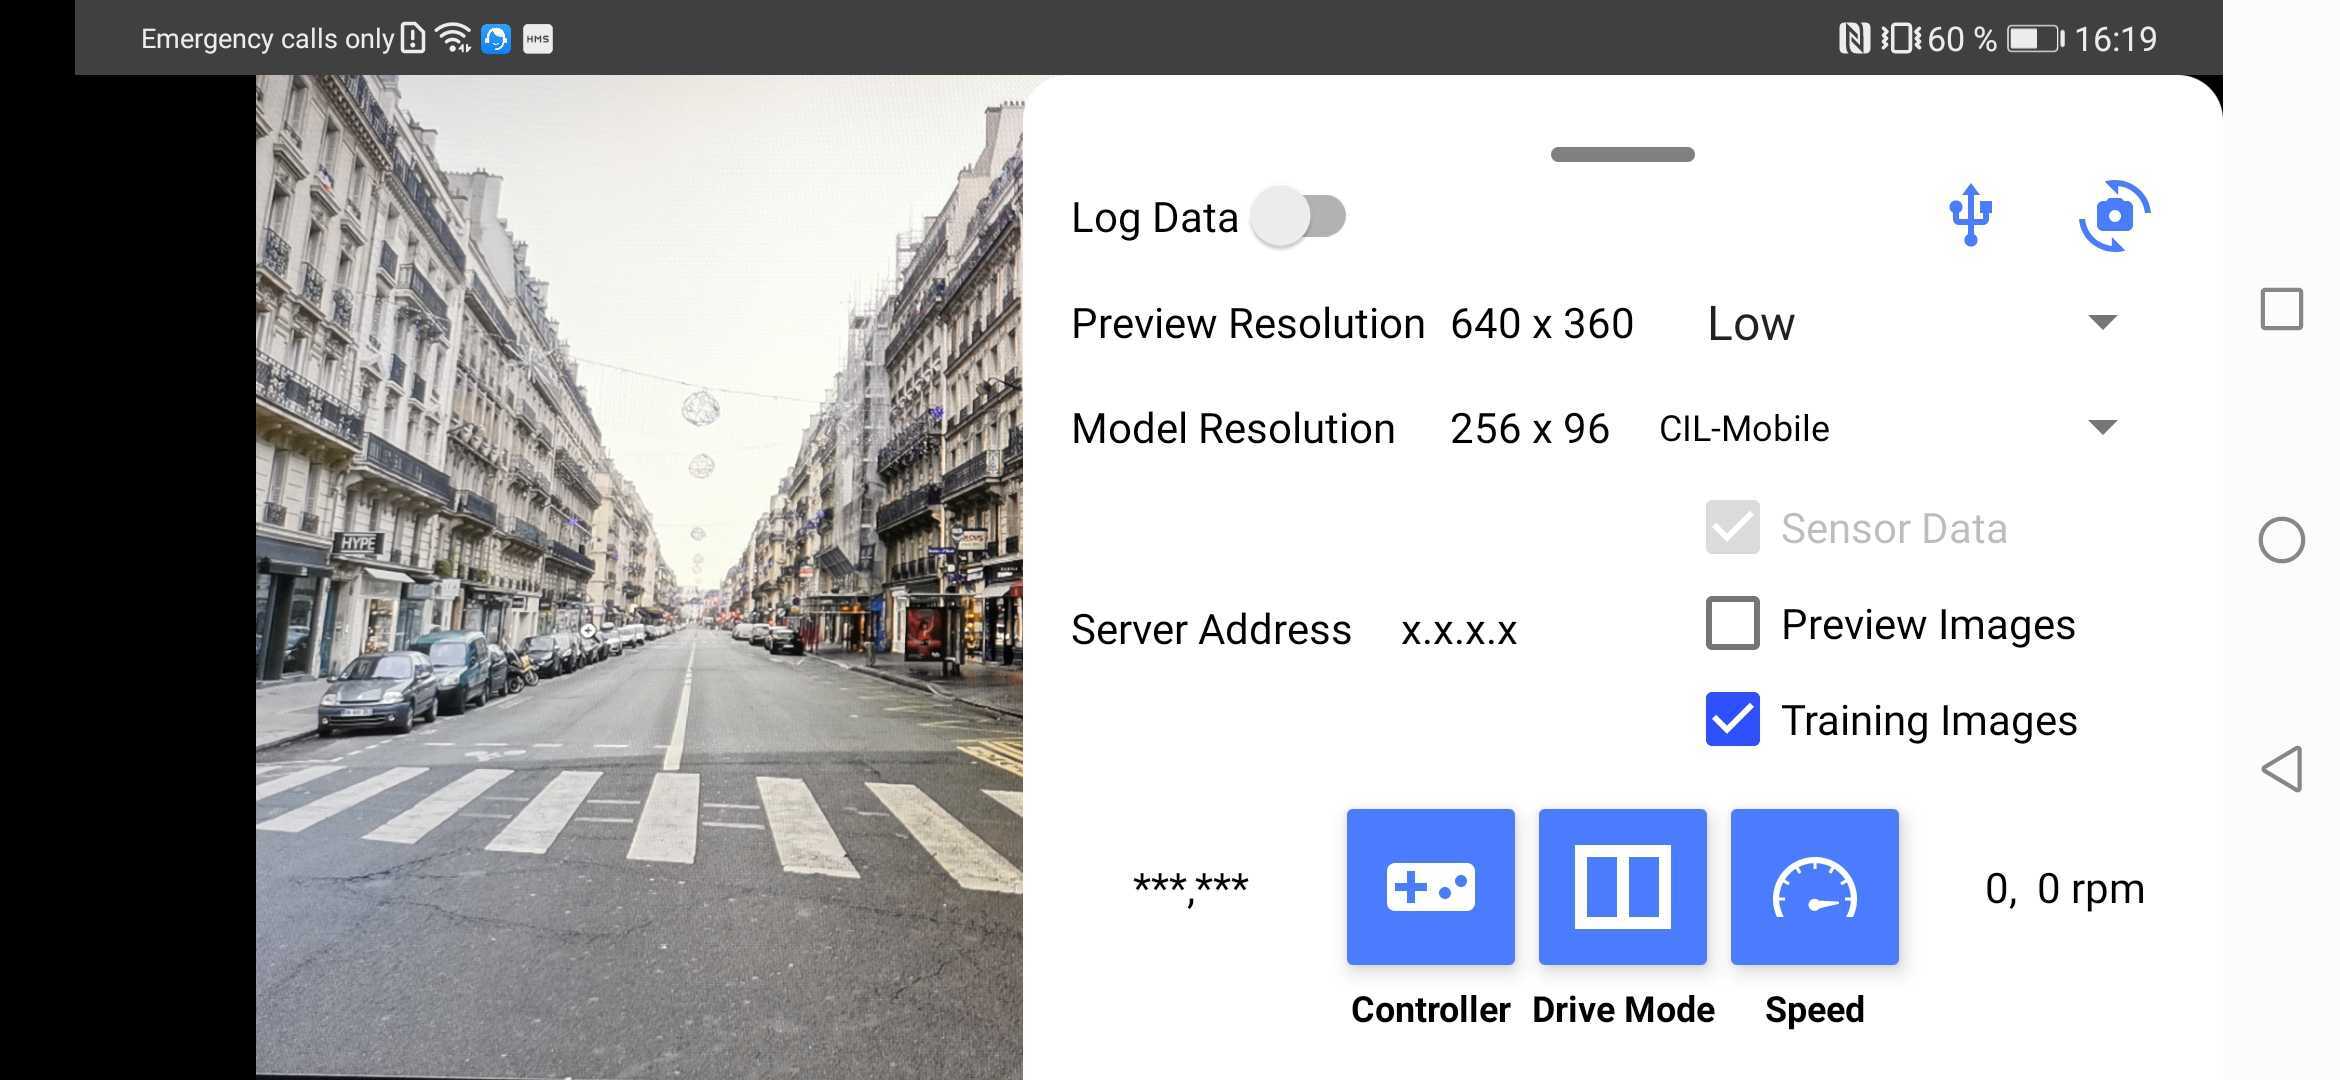 Emergency calls only HMS 60 % 16:19
HYPE
Log Data
Preview Resolution 640 x 360 Low
Model Resolution 256 x 96 CIL-Mobile
Sensor Data
Server Address x.x.x.x Preview Images
Training Images
***,*** 0, 0 rpm
Controller Drive Mode Speed